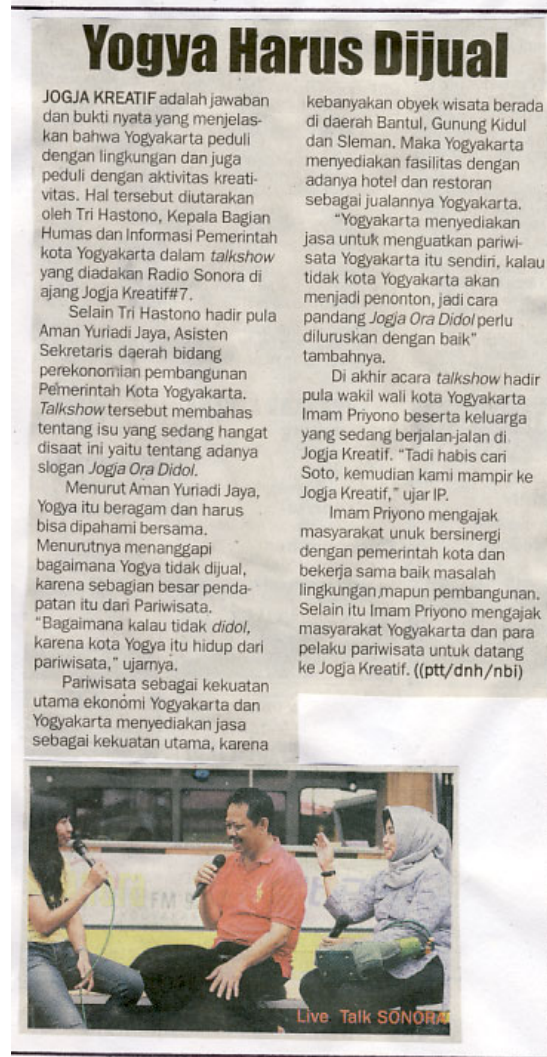 Yogya Harus Dijual
JOGJA KREATIF adalah jawaban
dan bukti nyata yang menjelas-
kan bahwa Yogyakarta peduli
dengan lingkungan dan juga
peduli dengan aktivitas kreati-
vitas. Hal tersebut diutarakan
oleh Tri Hastono, Kepala Bagian
Humas dan Informasi Pemerintah
kota Yogyakarta dalam talkshow
yang diadakan Radio Sonora di
ajang Jogja Kreatif#7.
Selain Tri Hastono hadir pula
Aman Yuriadi Jaya, Asisten
Sekretaris daerah bidang
perekonomian pembangunan
Pemerintah Kota Yogyakarta.
Talkshow tersebut membahas
tentang isu yang sedang hangat
disaat ini yaitu tentang adanya
slogan Jogja Ora Didol.
Menurut Aman Yuriadi Jaya,
Yogya itu beragam dan harus
bisa dipahami bersama.
Menurutnya menanggapi
bagaimana Yogya tidak dijual,
karena sebagian besar penda-
patan itu dari Pariwisata.
“Bagaimana kalau tidak didol,
karena kota Yogya itu hidup dari
pariwisata,” ujarnya.
Pariwisata sebagai kekuatan
utama ekonomi Yogyakarta dan
Yogyakarta menyediakan jasa
sebagai kekuatan utama, karena
kebanyakan obyek wisata berada
di daerah Bantul, Gunung Kidul
dan Sleman. Maka Yogyakarta
menyediakan fasilitas dengan
adanya hotel dan restoran
sebagai jualannya Yogyakarta.
“Yogyakarta menyediakan
jasa untuk menguatkan pariwi-
sata Yogyakarta itu sendiri, kalau
tidak kota Yogyakarta akan
menjadi penonton, jadi cara
pandang Jogja Ora Didol perlu
diluruskan dengan baik”
tambahnya.
Di akhir acara talkshow hadir
pula wakil wali kota Yogyakarta
Imam Priyono beserta keluarga
yang sedang berjalan-jalan di
Jogja Kreatif. “Tadi habis cari
Soto, kemudian kami mampir ke
Jogja Kreatif,” ujar IP.
Imam Priyono mengajak
masyarakat unuk bersinergi
dengan pemerintah kota dan
bekerja sama baik masalah
lingkungan mapun pembangunan.
Selain itu Imam Priyono mengajak
masyarakat Yogyakarta dan para
pelaku pariwisata untuk datang
ke Jogja Kreatif. ((ptt/dnh/nbi)
FM 9
Live Talk SONORA